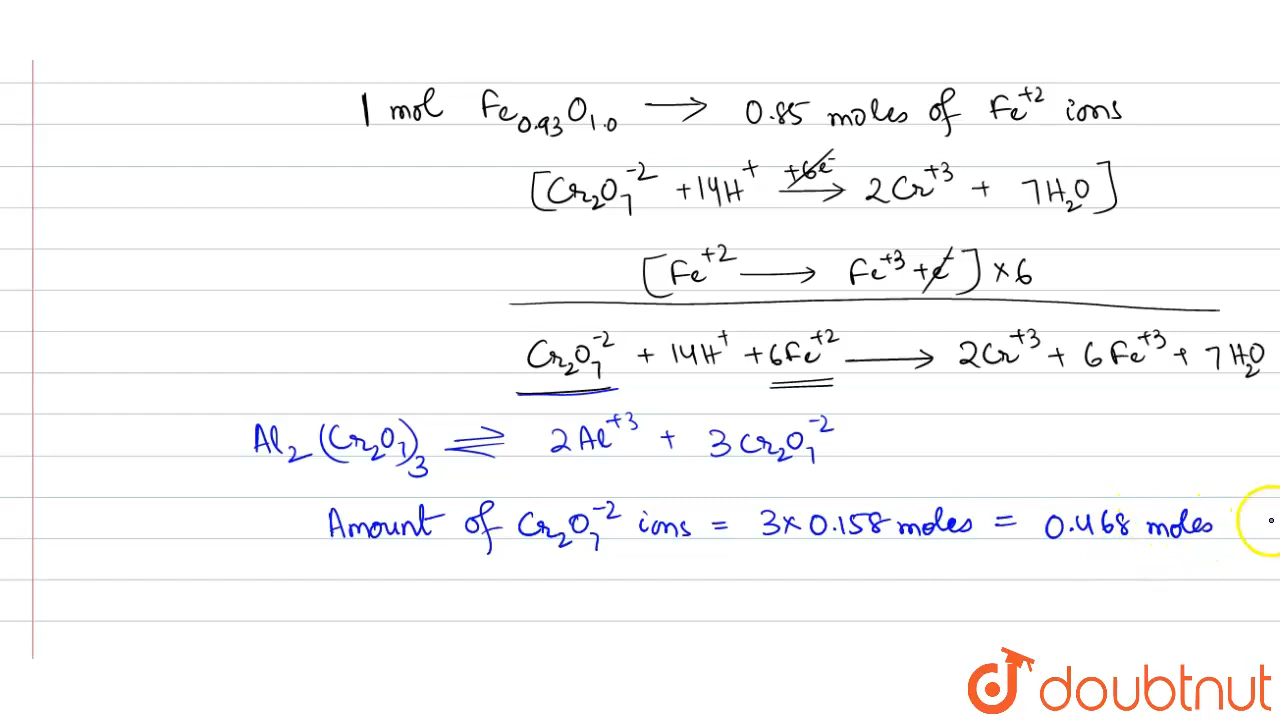 1 mol Fe0.93O1.0 → 0.85 moles of Fe+2 ions
[Cr2O7-2 + 14H+ +6e-→ 2Cr+3 + 7H2O]
[Fe+2 → Fe+3 + e-] × 6
Cr2O7-2 + 14H+ + 6Fe+2 → 2Cr+3 + 6Fe+3 + 7H2O
Al2(Cr2O7)3 ⇌ 2Al+3 + 3Cr2O7-2
Amount of Cr2O7-2 ions = 3×0.158 moles = 0.468 moles
doubtnut